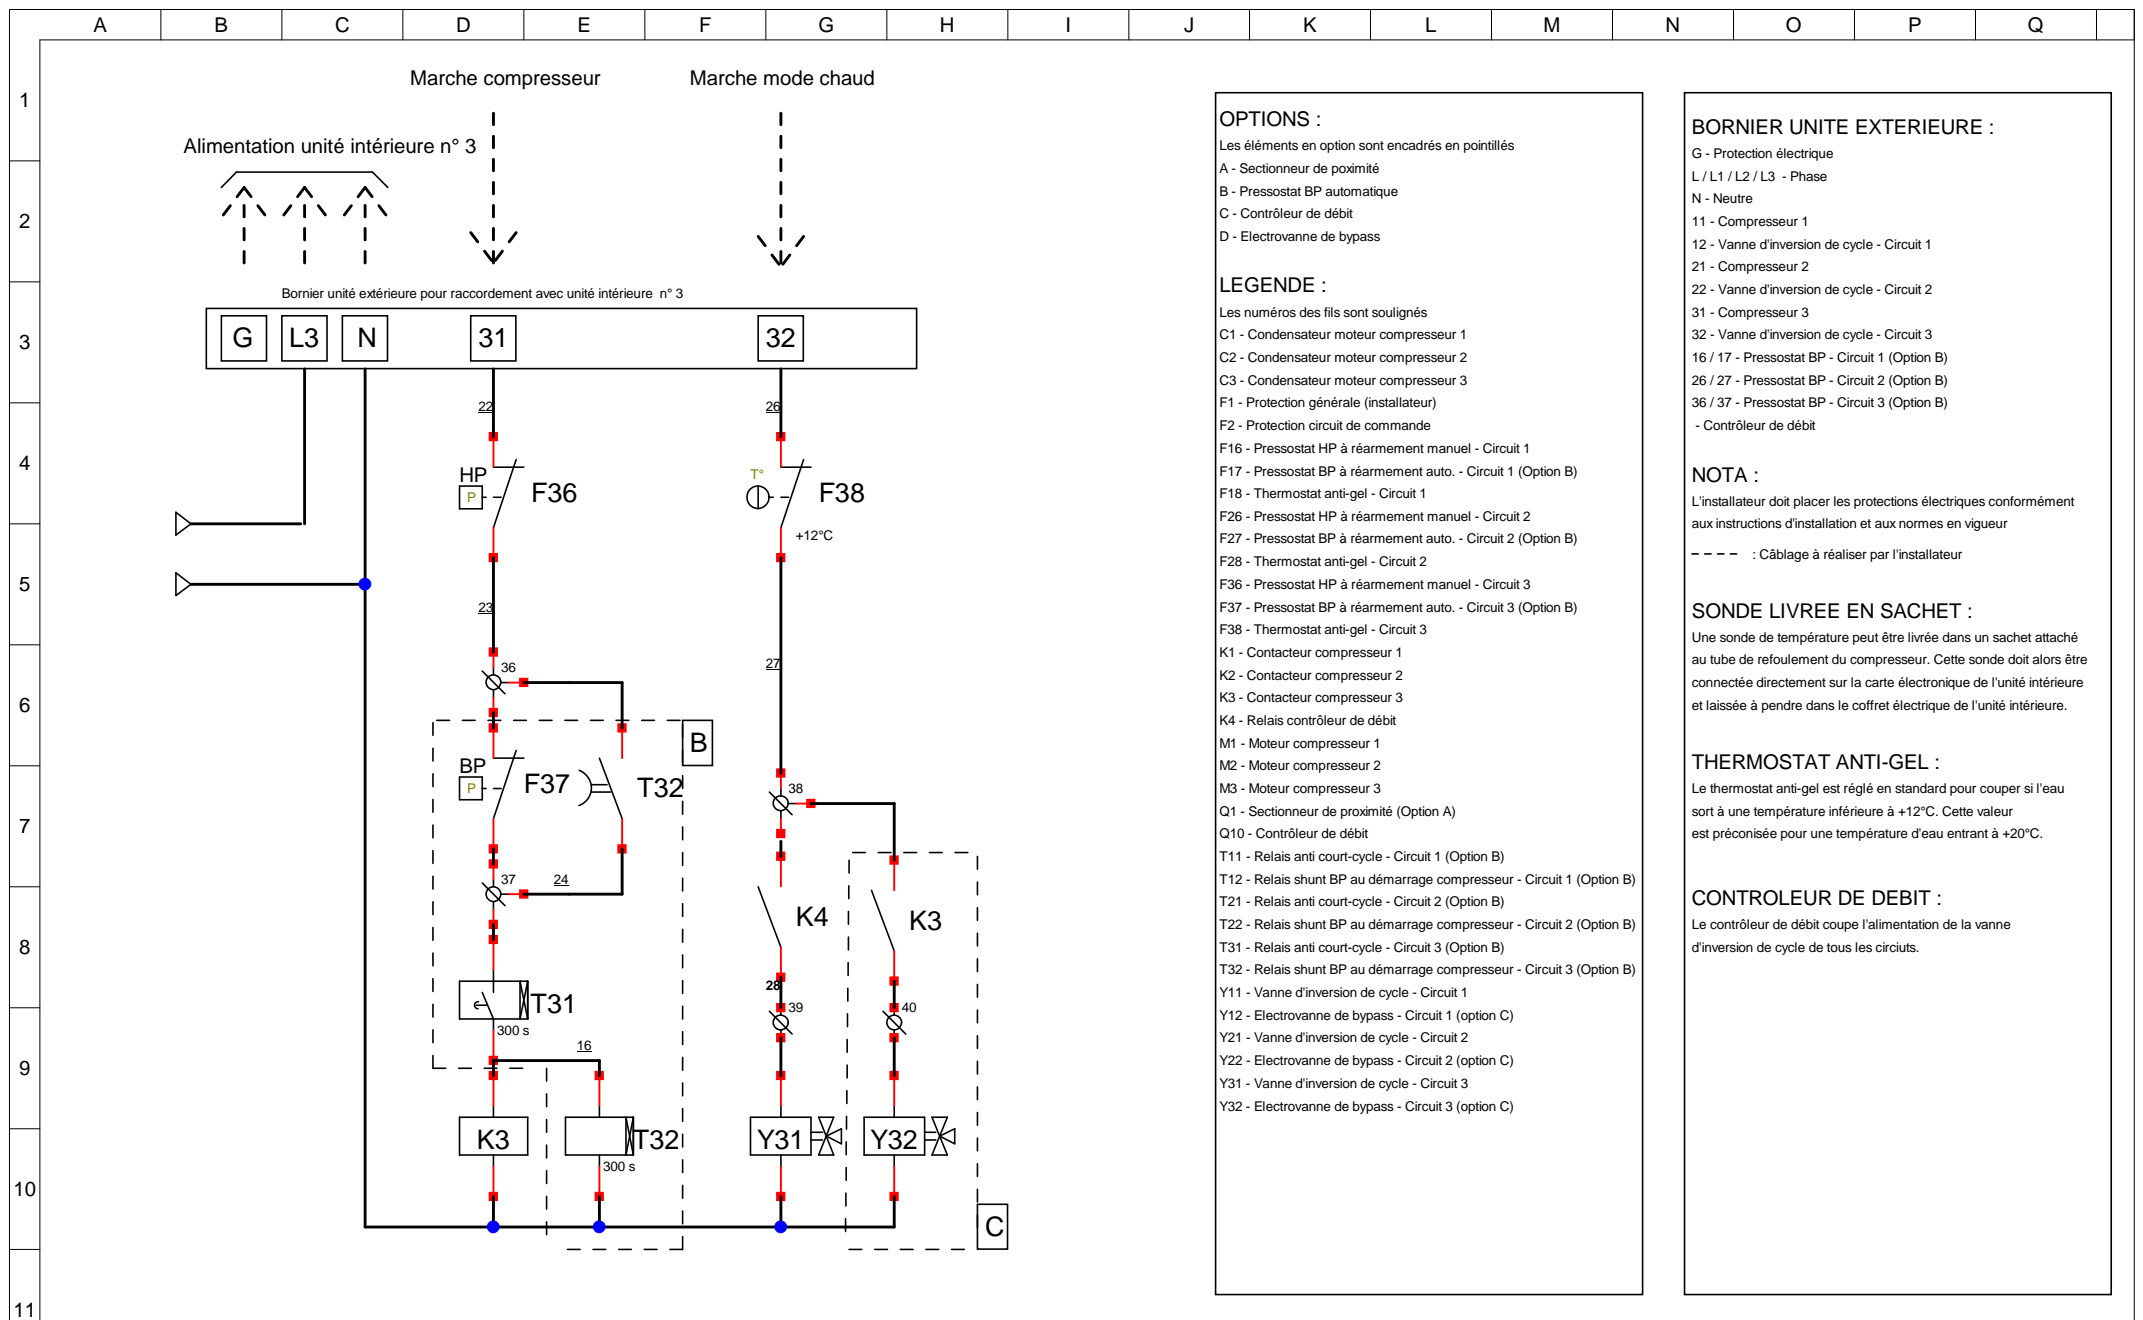 A B C D E F G H I J K L M N O P Q
1
2
3
4
5
6
7
8
9
10
11
Marche compresseur
Marche mode chaud
Alimentation unité intérieure n° 3
Bornier unité extérieure pour raccordement avec unité intérieure n° 3
G L3 N 31 32
22
26
HP
P
F36
T°
F38
+12°C
23
27
36
B
BP
P
F37
T32
38
37
24
K4
K3
28
T31
300 s
39
40
16
K3
T32
300 s
Y31
Y32
C
OPTIONS :
Les éléments en option sont encadrés en pointillés
A - Sectionneur de poximité
B - Pressostat BP automatique
C - Contrôleur de débit
D - Electrovanne de bypass
LEGENDE :
Les numéros des fils sont soulignés
C1 - Condensateur moteur compresseur 1
C2 - Condensateur moteur compresseur 2
C3 - Condensateur moteur compresseur 3
F1 - Protection générale (installateur)
F2 - Protection circuit de commande
F16 - Pressostat HP à réarmement manuel - Circuit 1
F17 - Pressostat BP à réarmement auto. - Circuit 1 (Option B)
F18 - Thermostat anti-gel - Circuit 1
F26 - Pressostat HP à réarmement manuel - Circuit 2
F27 - Pressostat BP à réarmement auto. - Circuit 2 (Option B)
F28 - Thermostat anti-gel - Circuit 2
F36 - Pressostat HP à réarmement manuel - Circuit 3
F37 - Pressostat BP à réarmement auto. - Circuit 3 (Option B)
F38 - Thermostat anti-gel - Circuit 3
K1 - Contacteur compresseur 1
K2 - Contacteur compresseur 2
K3 - Contacteur compresseur 3
K4 - Relais contrôleur de débit
M1 - Moteur compresseur 1
M2 - Moteur compresseur 2
M3 - Moteur compresseur 3
Q1 - Sectionneur de proximité (Option A)
Q10 - Contrôleur de débit
T11 - Relais anti court-cycle - Circuit 1 (Option B)
T12 - Relais shunt BP au démarrage compresseur - Circuit 1 (Option B)
T21 - Relais anti court-cycle - Circuit 2 (Option B)
T22 - Relais shunt BP au démarrage compresseur - Circuit 2 (Option B)
T31 - Relais anti court-cycle - Circuit 3 (Option B)
T32 - Relais shunt BP au démarrage compresseur - Circuit 3 (Option B)
Y11 - Vanne d'inversion de cycle - Circuit 1
Y12 - Electrovanne de bypass - Circuit 1 (option C)
Y21 - Vanne d'inversion de cycle - Circuit 2
Y22 - Electrovanne de bypass - Circuit 2 (option C)
Y31 - Vanne d'inversion de cycle - Circuit 3
Y32 - Electrovanne de bypass - Circuit 3 (option C)
BORNIER UNITE EXTERIEURE :
G - Protection électrique
L / L1 / L2 / L3 - Phase
N - Neutre
11 - Compresseur 1
12 - Vanne d'inversion de cycle - Circuit 1
21 - Compresseur 2
22 - Vanne d'inversion de cycle - Circuit 2
31 - Compresseur 3
32 - Vanne d'inversion de cycle - Circuit 3
16 / 17 - Pressostat BP - Circuit 1 (Option B)
26 / 27 - Pressostat BP - Circuit 2 (Option B)
36 / 37 - Pressostat BP - Circuit 3 (Option B)
- Contrôleur de débit
NOTA :
L'installateur doit placer les protections électriques conformément
aux instructions d'installation et aux normes en vigueur
: Câblage à réaliser par l'installateur
SONDE LIVREE EN SACHET :
Une sonde de température peut être livrée dans un sachet attaché
au tube de refoulement du compresseur. Cette sonde doit alors être
connectée directement sur la carte électronique de l'unité intérieure
et laissée à pendre dans le coffret électrique de l'unité intérieure.
THERMOSTAT ANTI-GEL :
Le thermostat anti-gel est réglé en standard pour couper si l'eau
sort à une température inférieure à +12°C. Cette valeur
est préconisée pour une température d'eau entrant à +20°C.
CONTROLEUR DE DEBIT :
Le contrôleur de débit coupe l'alimentation de la vanne
d'inversion de cycle de tous les circiuts.